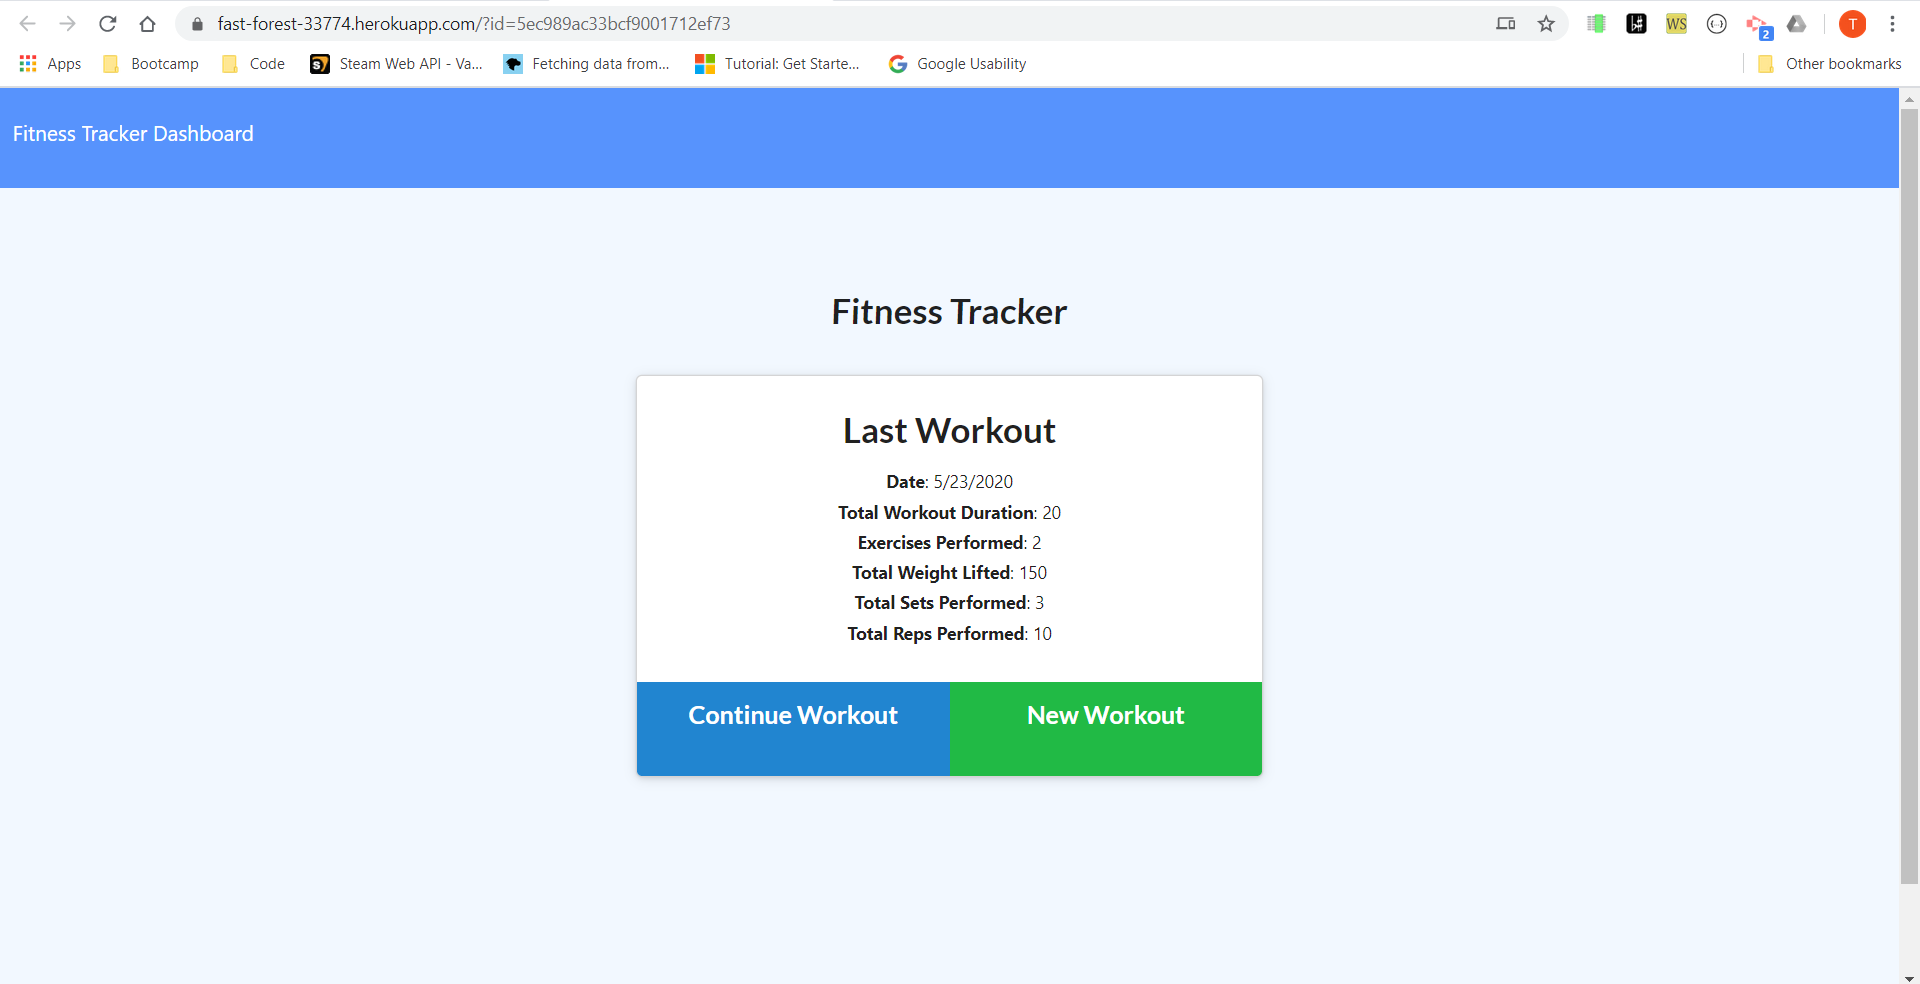 fast-forest-33774.herokuapp.com/?id=5ec989ac33bcf9001712ef73
WS
2
T
Apps Bootcamp Code Steam Web API - Va... Fetching data from... Tutorial: Get Starte... Google Usability Other bookmarks
Fitness Tracker Dashboard
Fitness Tracker
Last Workout
Date: 5/23/2020
Total Workout Duration: 20
Exercises Performed: 2
Total Weight Lifted: 150
Total Sets Performed: 3
Total Reps Performed: 10
Continue Workout New Workout